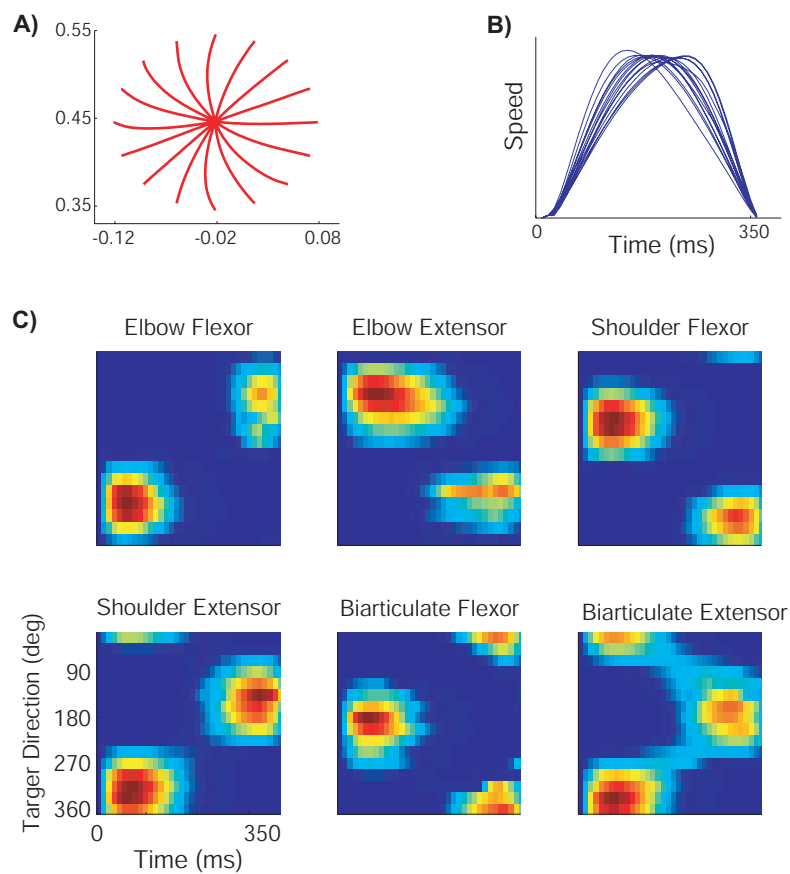 A)
0.55
0.45
0.35
-0.12
-0.02
0.08
B)
Speed
0
350
Time (ms)
C)
Elbow Flexor
Elbow Extensor
Shoulder Flexor
Shoulder Extensor
Biarticulate Flexor
Biarticulate Extensor
Targer Direction (deg)
90
180
270
360
0
350
Time (ms)